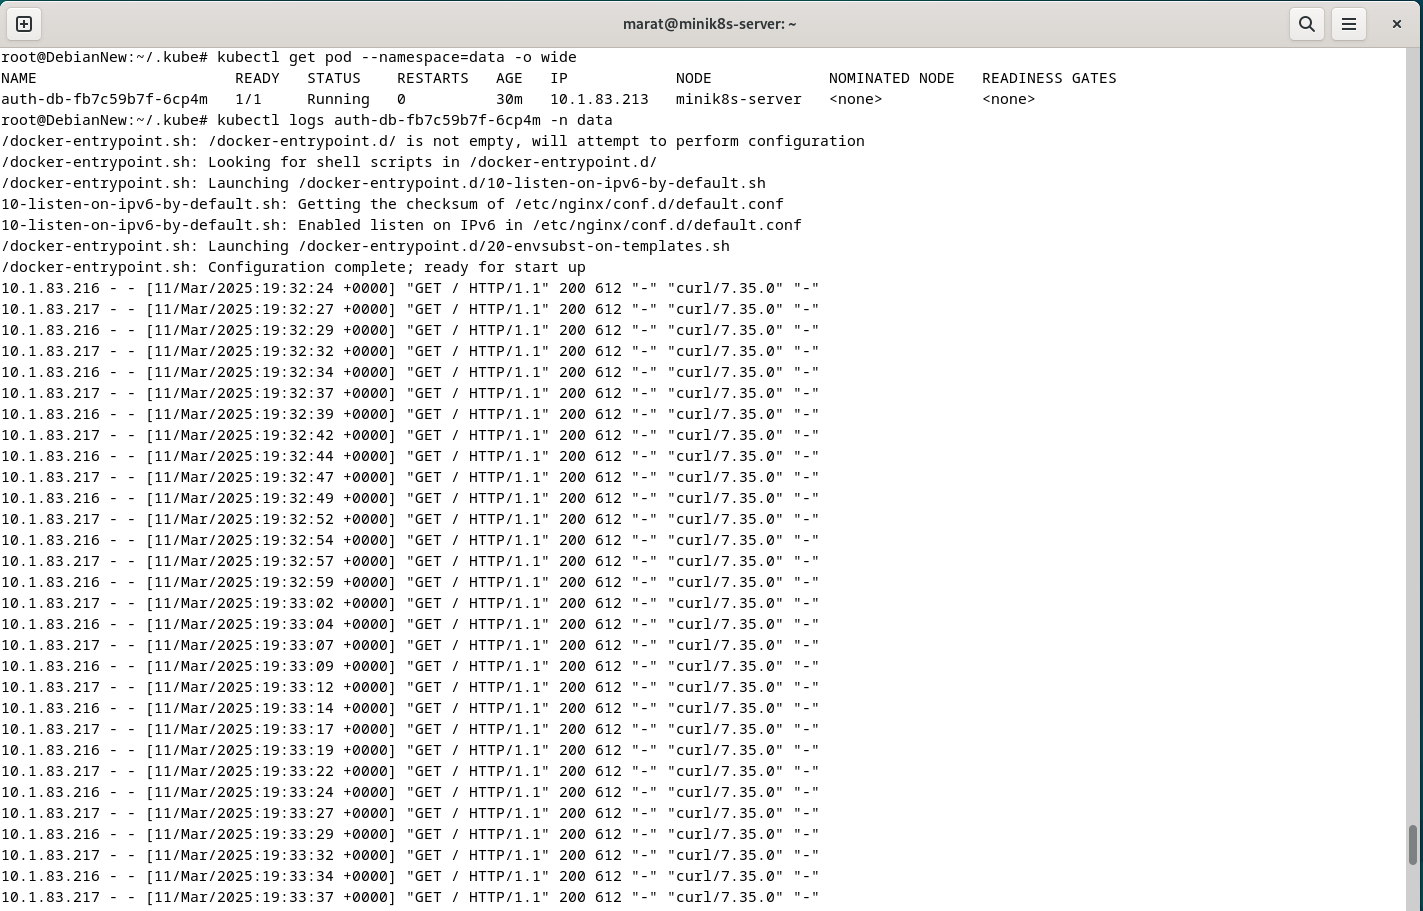 marat@minik8s-server: ~
root@DebianNew:~/.kube# kubectl get pod --namespace=data -o wide
NAME                      READY   STATUS    RESTARTS   AGE   IP            NODE             NOMINATED NODE   READINESS GATES
auth-db-fb7c59b7f-6cp4m   1/1     Running   0          30m   10.1.83.213   minik8s-server   <none>           <none>
root@DebianNew:~/.kube# kubectl logs auth-db-fb7c59b7f-6cp4m -n data
/docker-entrypoint.sh: /docker-entrypoint.d/ is not empty, will attempt to perform configuration
/docker-entrypoint.sh: Looking for shell scripts in /docker-entrypoint.d/
/docker-entrypoint.sh: Launching /docker-entrypoint.d/10-listen-on-ipv6-by-default.sh
10-listen-on-ipv6-by-default.sh: Getting the checksum of /etc/nginx/conf.d/default.conf
10-listen-on-ipv6-by-default.sh: Enabled listen on IPv6 in /etc/nginx/conf.d/default.conf
/docker-entrypoint.sh: Launching /docker-entrypoint.d/20-envsubst-on-templates.sh
/docker-entrypoint.sh: Configuration complete; ready for start up
10.1.83.216 - - [11/Mar/2025:19:32:24 +0000] "GET / HTTP/1.1" 200 612 "-" "curl/7.35.0" "-"
10.1.83.217 - - [11/Mar/2025:19:32:27 +0000] "GET / HTTP/1.1" 200 612 "-" "curl/7.35.0" "-"
10.1.83.216 - - [11/Mar/2025:19:32:29 +0000] "GET / HTTP/1.1" 200 612 "-" "curl/7.35.0" "-"
10.1.83.217 - - [11/Mar/2025:19:32:32 +0000] "GET / HTTP/1.1" 200 612 "-" "curl/7.35.0" "-"
10.1.83.216 - - [11/Mar/2025:19:32:34 +0000] "GET / HTTP/1.1" 200 612 "-" "curl/7.35.0" "-"
10.1.83.217 - - [11/Mar/2025:19:32:37 +0000] "GET / HTTP/1.1" 200 612 "-" "curl/7.35.0" "-"
10.1.83.216 - - [11/Mar/2025:19:32:39 +0000] "GET / HTTP/1.1" 200 612 "-" "curl/7.35.0" "-"
10.1.83.217 - - [11/Mar/2025:19:32:42 +0000] "GET / HTTP/1.1" 200 612 "-" "curl/7.35.0" "-"
10.1.83.216 - - [11/Mar/2025:19:32:44 +0000] "GET / HTTP/1.1" 200 612 "-" "curl/7.35.0" "-"
10.1.83.217 - - [11/Mar/2025:19:32:47 +0000] "GET / HTTP/1.1" 200 612 "-" "curl/7.35.0" "-"
10.1.83.216 - - [11/Mar/2025:19:32:49 +0000] "GET / HTTP/1.1" 200 612 "-" "curl/7.35.0" "-"
10.1.83.217 - - [11/Mar/2025:19:32:52 +0000] "GET / HTTP/1.1" 200 612 "-" "curl/7.35.0" "-"
10.1.83.216 - - [11/Mar/2025:19:32:54 +0000] "GET / HTTP/1.1" 200 612 "-" "curl/7.35.0" "-"
10.1.83.217 - - [11/Mar/2025:19:32:57 +0000] "GET / HTTP/1.1" 200 612 "-" "curl/7.35.0" "-"
10.1.83.216 - - [11/Mar/2025:19:32:59 +0000] "GET / HTTP/1.1" 200 612 "-" "curl/7.35.0" "-"
10.1.83.217 - - [11/Mar/2025:19:33:02 +0000] "GET / HTTP/1.1" 200 612 "-" "curl/7.35.0" "-"
10.1.83.216 - - [11/Mar/2025:19:33:04 +0000] "GET / HTTP/1.1" 200 612 "-" "curl/7.35.0" "-"
10.1.83.217 - - [11/Mar/2025:19:33:07 +0000] "GET / HTTP/1.1" 200 612 "-" "curl/7.35.0" "-"
10.1.83.216 - - [11/Mar/2025:19:33:09 +0000] "GET / HTTP/1.1" 200 612 "-" "curl/7.35.0" "-"
10.1.83.217 - - [11/Mar/2025:19:33:12 +0000] "GET / HTTP/1.1" 200 612 "-" "curl/7.35.0" "-"
10.1.83.216 - - [11/Mar/2025:19:33:14 +0000] "GET / HTTP/1.1" 200 612 "-" "curl/7.35.0" "-"
10.1.83.217 - - [11/Mar/2025:19:33:17 +0000] "GET / HTTP/1.1" 200 612 "-" "curl/7.35.0" "-"
10.1.83.216 - - [11/Mar/2025:19:33:19 +0000] "GET / HTTP/1.1" 200 612 "-" "curl/7.35.0" "-"
10.1.83.217 - - [11/Mar/2025:19:33:22 +0000] "GET / HTTP/1.1" 200 612 "-" "curl/7.35.0" "-"
10.1.83.216 - - [11/Mar/2025:19:33:24 +0000] "GET / HTTP/1.1" 200 612 "-" "curl/7.35.0" "-"
10.1.83.217 - - [11/Mar/2025:19:33:27 +0000] "GET / HTTP/1.1" 200 612 "-" "curl/7.35.0" "-"
10.1.83.216 - - [11/Mar/2025:19:33:29 +0000] "GET / HTTP/1.1" 200 612 "-" "curl/7.35.0" "-"
10.1.83.217 - - [11/Mar/2025:19:33:32 +0000] "GET / HTTP/1.1" 200 612 "-" "curl/7.35.0" "-"
10.1.83.216 - - [11/Mar/2025:19:33:34 +0000] "GET / HTTP/1.1" 200 612 "-" "curl/7.35.0" "-"
10.1.83.217 - - [11/Mar/2025:19:33:37 +0000] "GET / HTTP/1.1" 200 612 "-" "curl/7.35.0" "-"